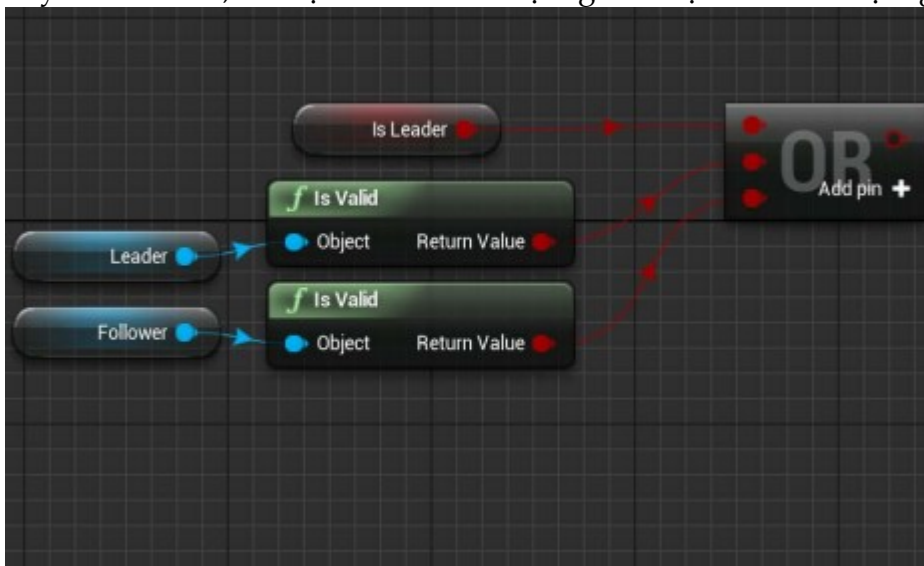 Is Leader
OR
Add pin +
f Is Valid
Leader
Object Return Value
f Is Valid
Follower
Object Return Value